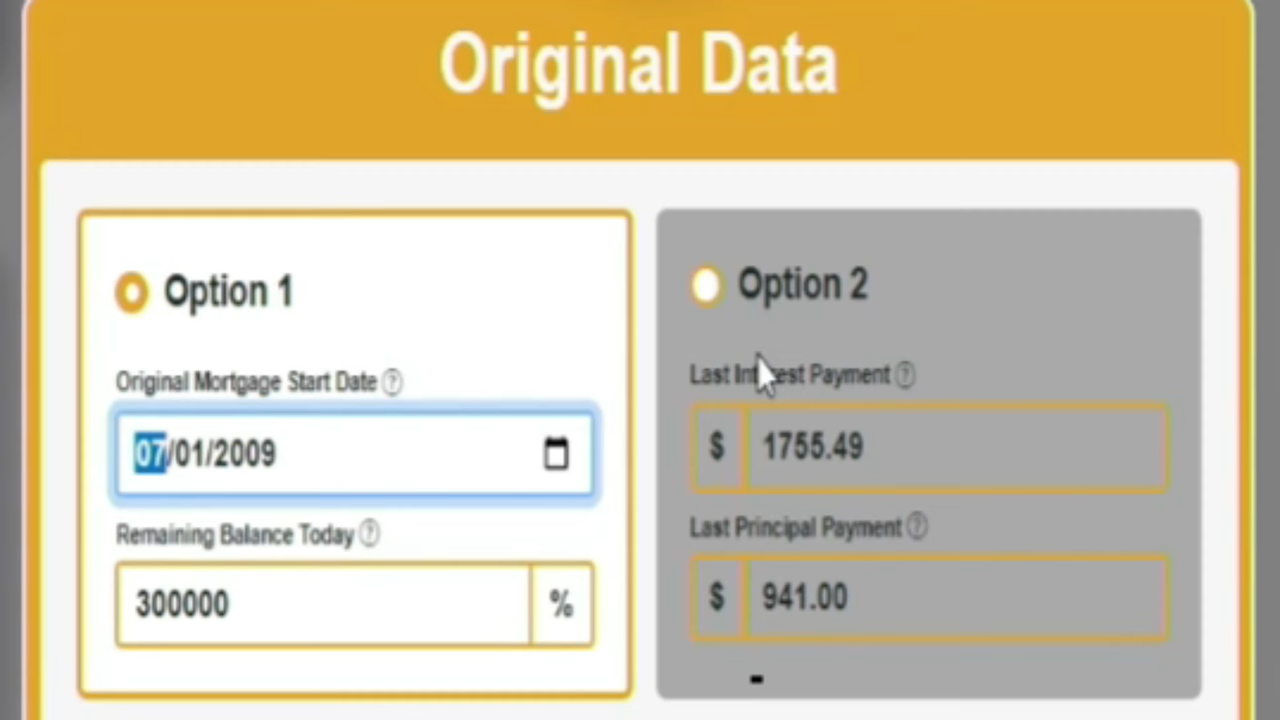 Original Data
Option 1
Original Mortgage Start Date ?
07/01/2009
Remaining Balance Today ?
300000 %
Option 2
Last Interest Payment ?
$ 1755.49
Last Principal Payment ?
$ 941.00